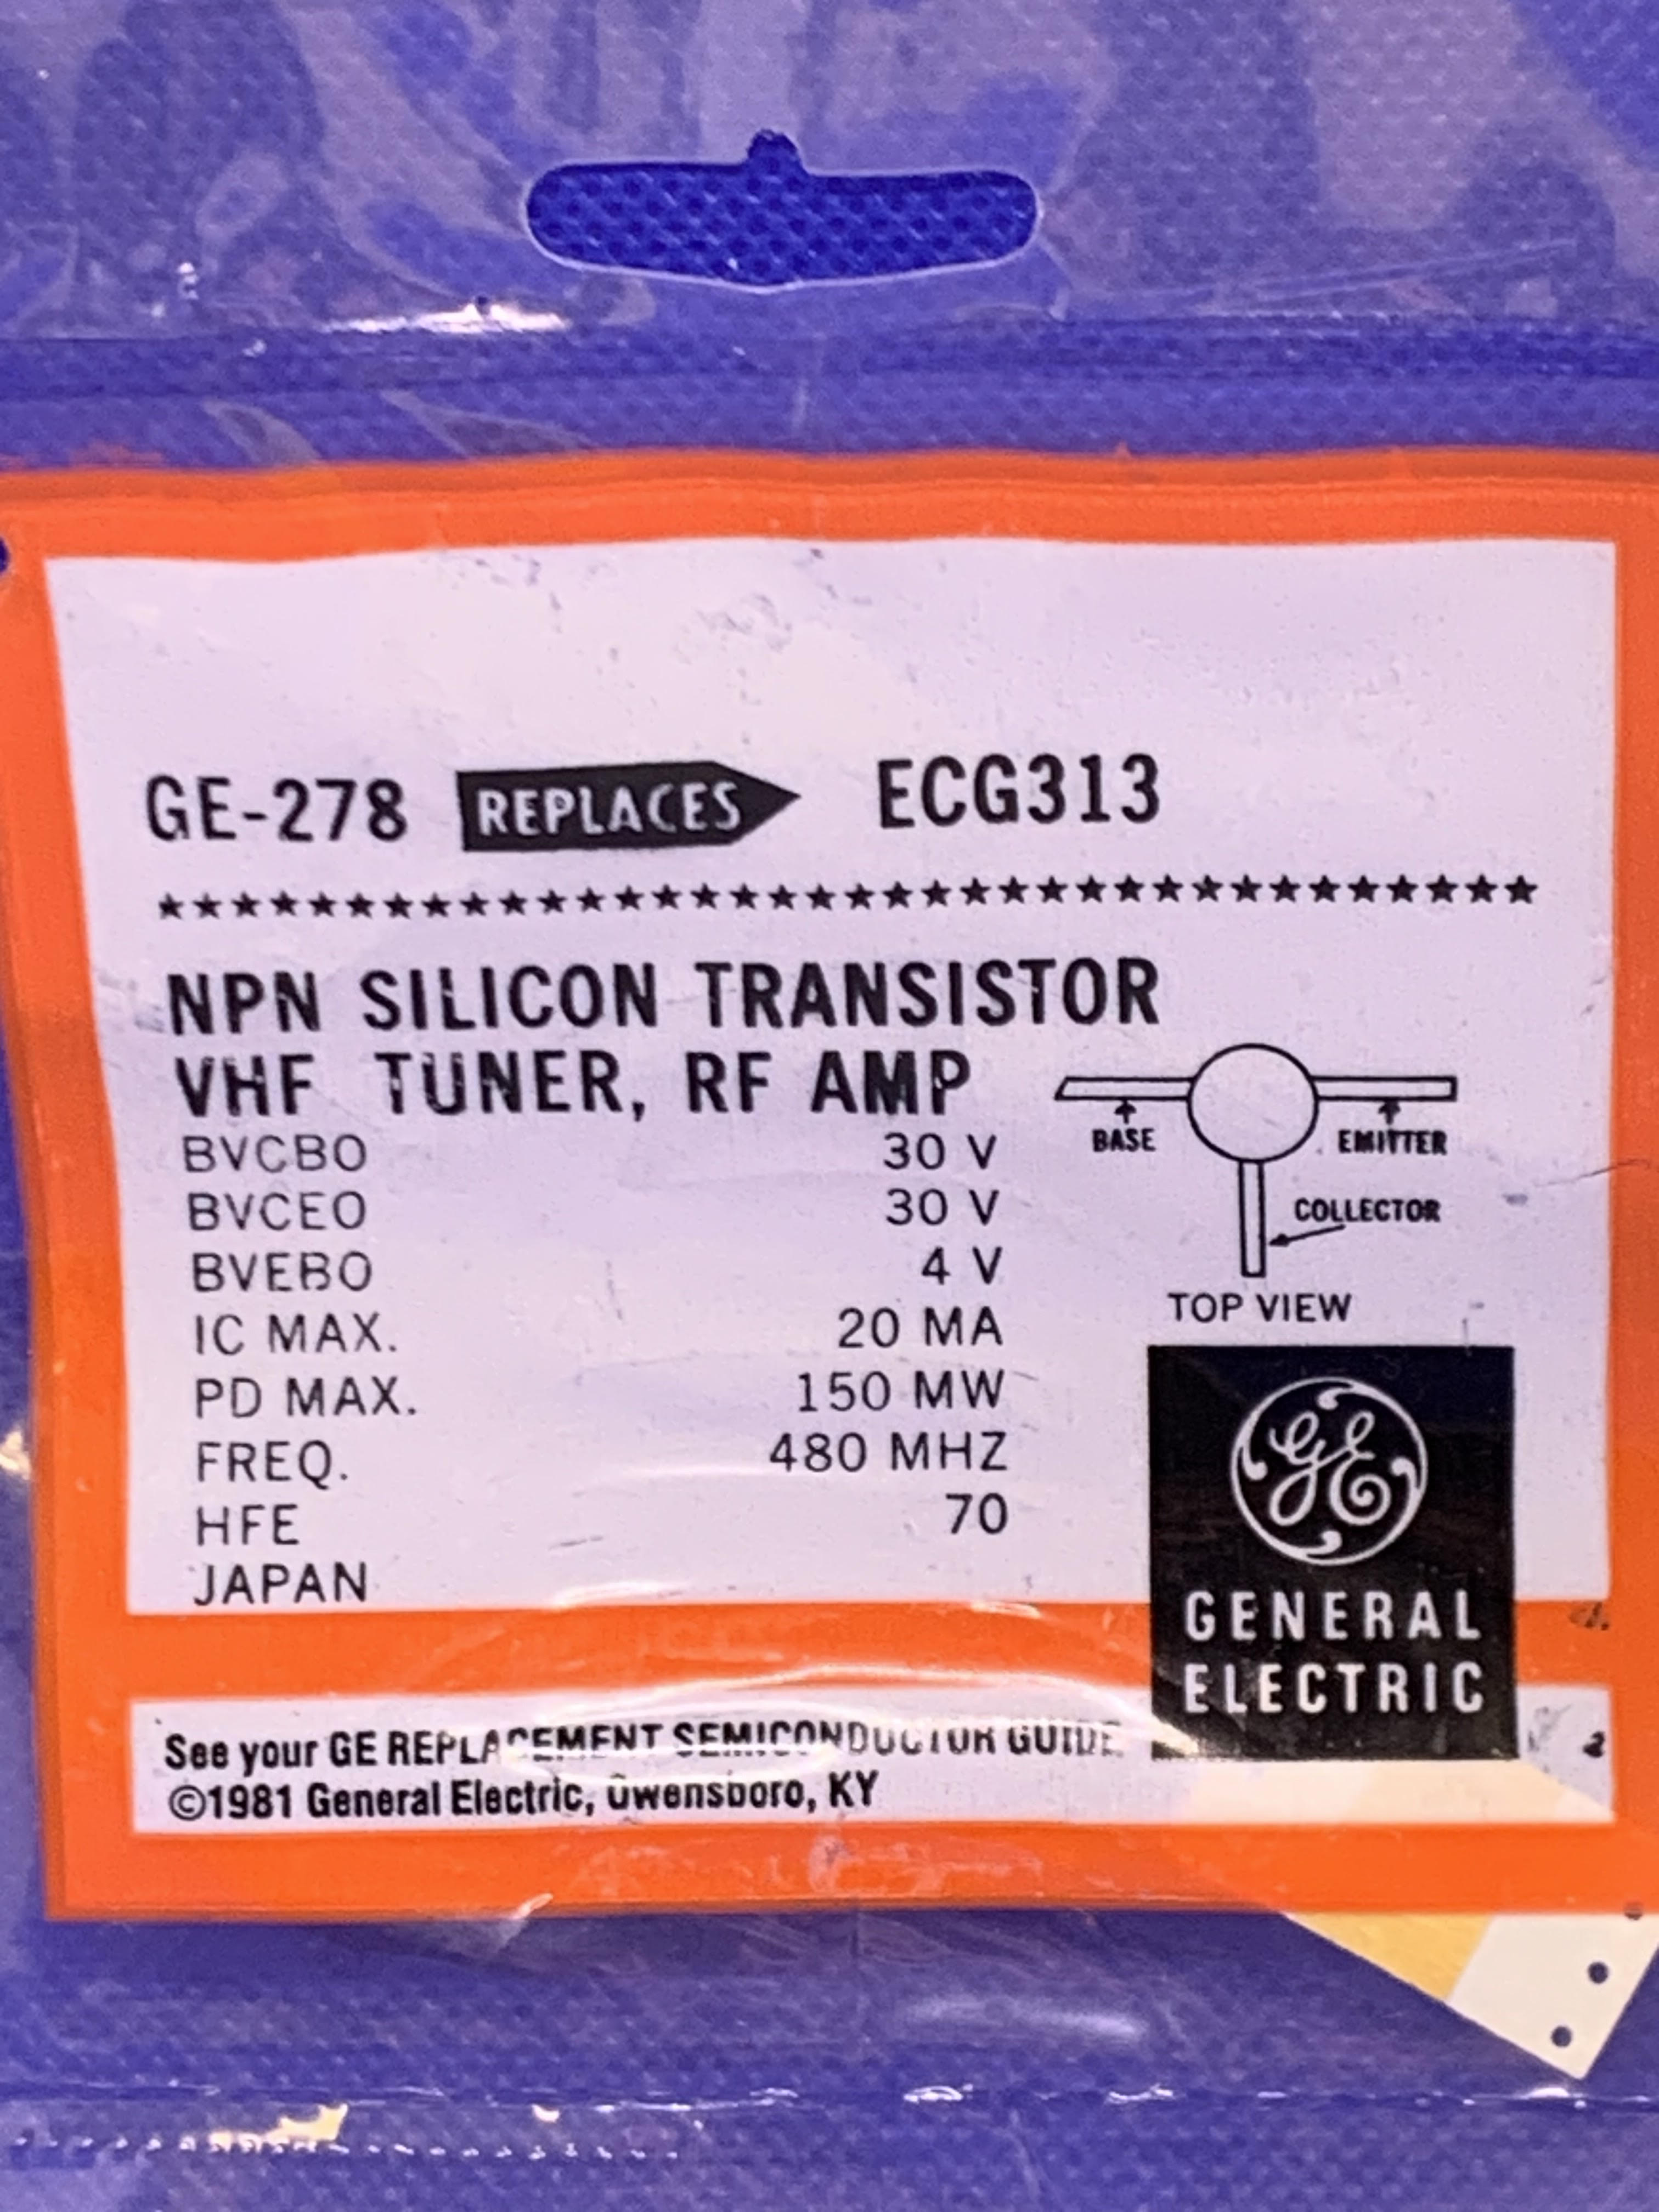 GE-278 REPLACES ECG313
★★★★★★★★★★★★★★★★★★★★★★★★★★★★★★★★★★★★
NPN SILICON TRANSISTOR
VHF TUNER, RF AMP
BVCBO 30 V
BVCEO 30 V
BVEBO 4 V
IC MAX. 20 MA
PD MAX. 150 MW
FREQ. 480 MHZ
HFE 70
JAPAN
BASE
EMITTER
COLLECTOR
TOP VIEW
GE
GENERAL
ELECTRIC
See your GE REPLACEMENT SEMICONDUCTOR GUIDE.
©1981 General Electric, Owensboro, KY
2